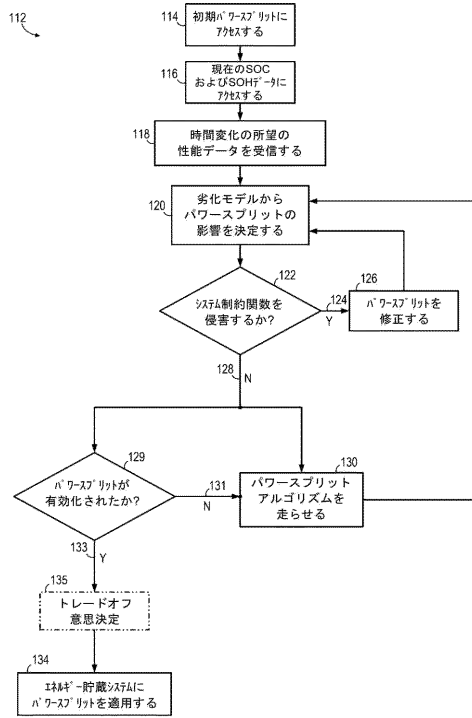 112
114
初期ﾊﾟﾜｰｽﾌﾟﾘｯﾄに
アクセスする
116
現在のSOC
およびSOHﾃﾞｰﾀに
アクセスする
118
時間変化の所望の
性能データを受信する
120
劣化モデルから
パワースプリットの
影響を決定する
122
ｼｽﾃﾑ制約関数を
侵害するか?
124
Y
126
ﾊﾟﾜｰｽﾌﾟﾘｯﾄを
修正する
128
N
129
ﾊﾟﾜｰｽﾌﾟﾘｯﾄが
有効化されたか?
131
N
130
パワースプリット
アルゴリズムを
走らせる
133
Y
135
トレードオフ
意思決定
134
ｴﾈﾙｷﾞｰ貯蔵ｼｽﾃﾑに
ﾊﾟﾜｰｽﾌﾟﾘｯﾄを適用する